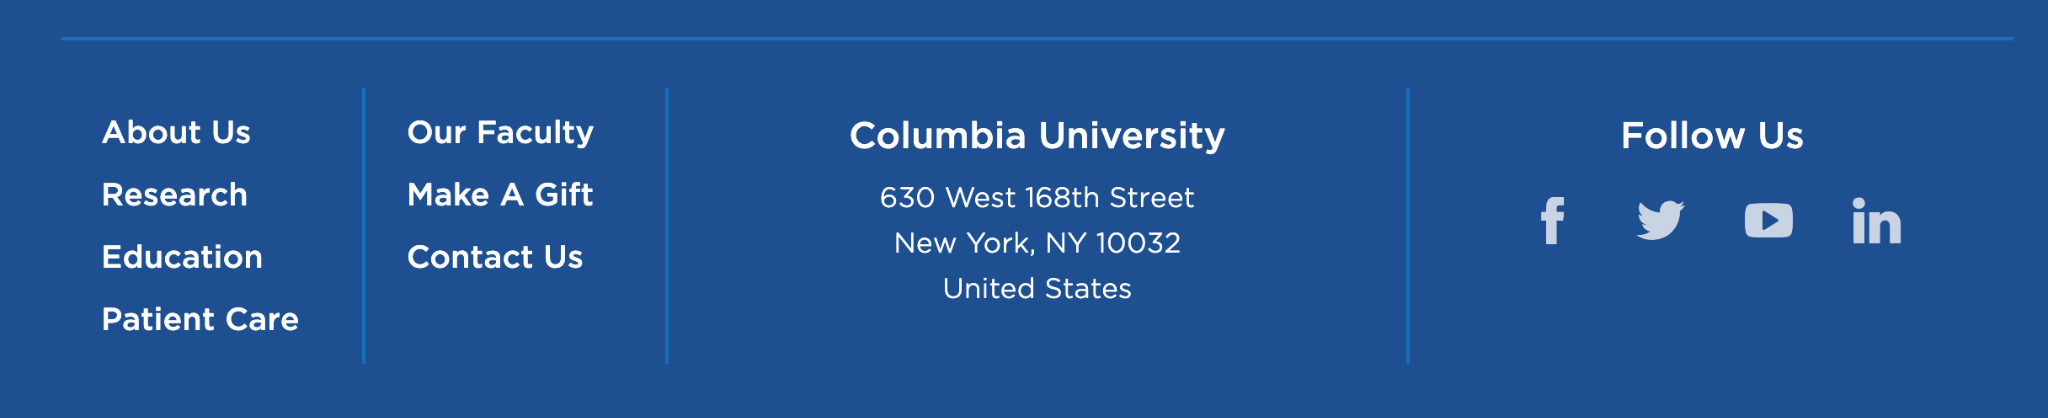 About Us
Research
Education
Patient Care
Our Faculty
Make A Gift
Contact Us
Columbia University
630 West 168th Street
New York, NY 10032
United States
Follow Us